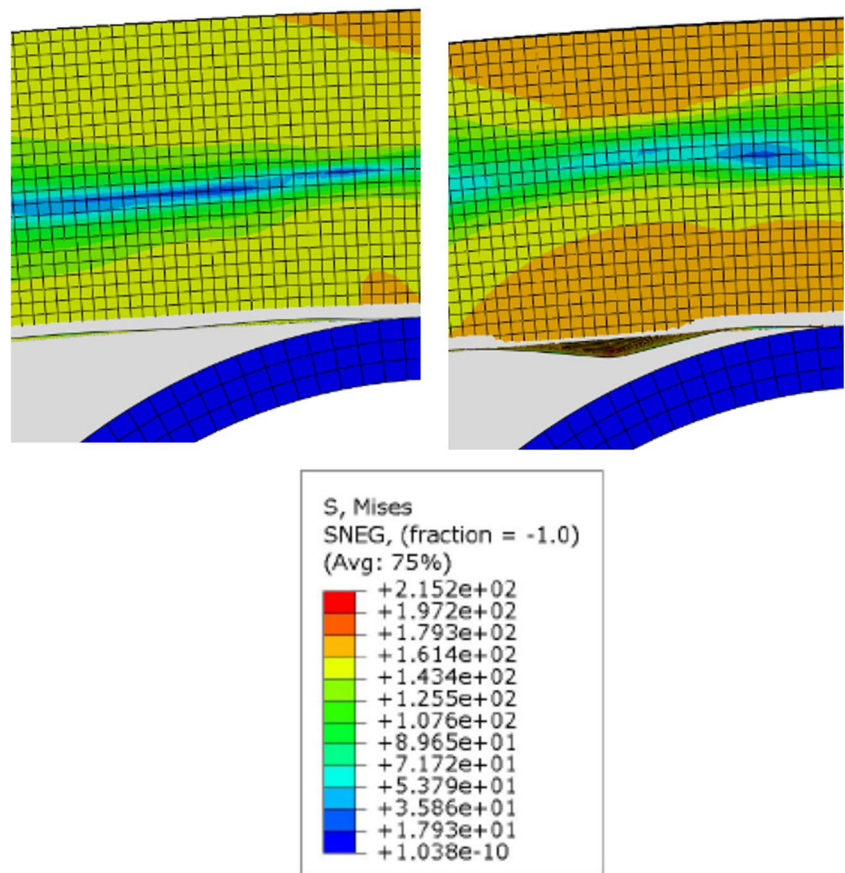 S, Mises
SNEG, (fraction = -1.0)
(Avg: 75%)
+2.152e+02
+1.972e+02
+1.793e+02
+1.614e+02
+1.434e+02
+1.255e+02
+1.076e+02
+8.965e+01
+7.172e+01
+5.379e+01
+3.586e+01
+1.793e+01
+1.038e-10